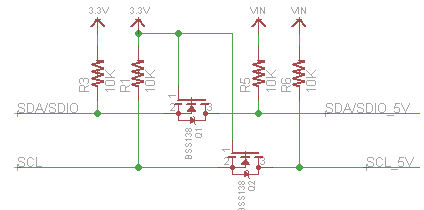 3.3V 3.3V VIN VIN
R3 10K R1 10K R5 10K R6 10K
1
SDA/SDIO 2 3 SDA/SDIO_5V
BSS138 Q1
1
SCL 2 3 SCL_5V
BSS138 Q2